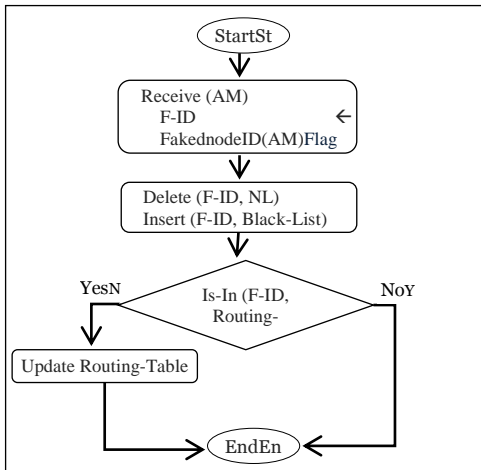 StartSt
Receive (AM)
F-ID ←
FakednodeID(AM)Flag
Delete (F-ID, NL)
Insert (F-ID, Black-List)
YesN
Is-In (F-ID,
Routing-
NoY
Update Routing-Table
EndEn